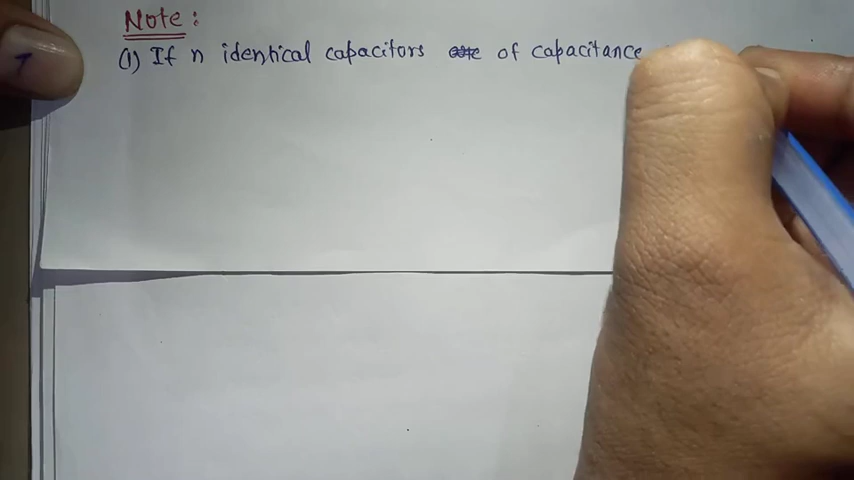 Note:
(1) If n identical capacitors of capacitance